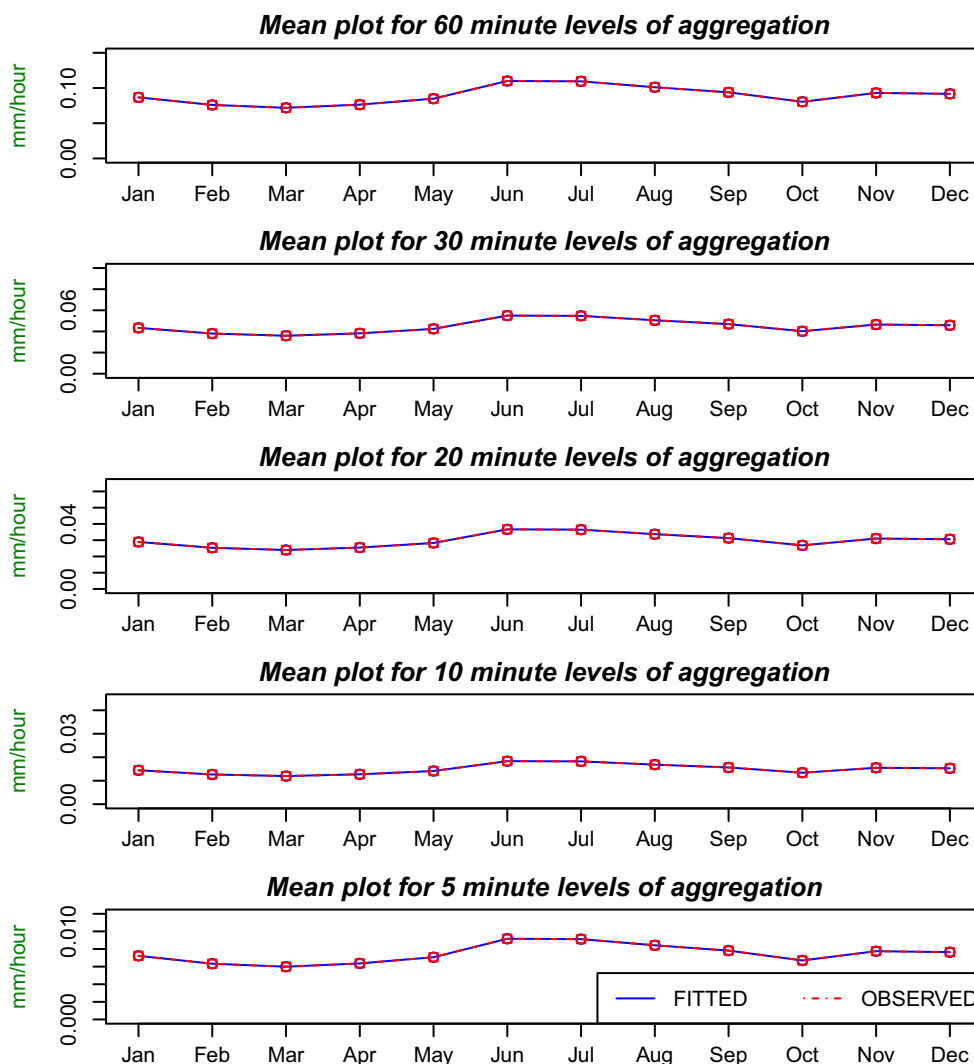 Mean plot for 60 minute levels of aggregation
mm/hour
0.10
0.00
Jan Feb Mar Apr May Jun Jul Aug Sep Oct Nov Dec
Mean plot for 30 minute levels of aggregation
mm/hour
0.06
0.00
Jan Feb Mar Apr May Jun Jul Aug Sep Oct Nov Dec
Mean plot for 20 minute levels of aggregation
mm/hour
0.04
0.00
Jan Feb Mar Apr May Jun Jul Aug Sep Oct Nov Dec
Mean plot for 10 minute levels of aggregation
mm/hour
0.03
0.00
Jan Feb Mar Apr May Jun Jul Aug Sep Oct Nov Dec
Mean plot for 5 minute levels of aggregation
mm/hour
0.010
0.000
FITTED OBSERVED
Jan Feb Mar Apr May Jun Jul Aug Sep Oct Nov Dec